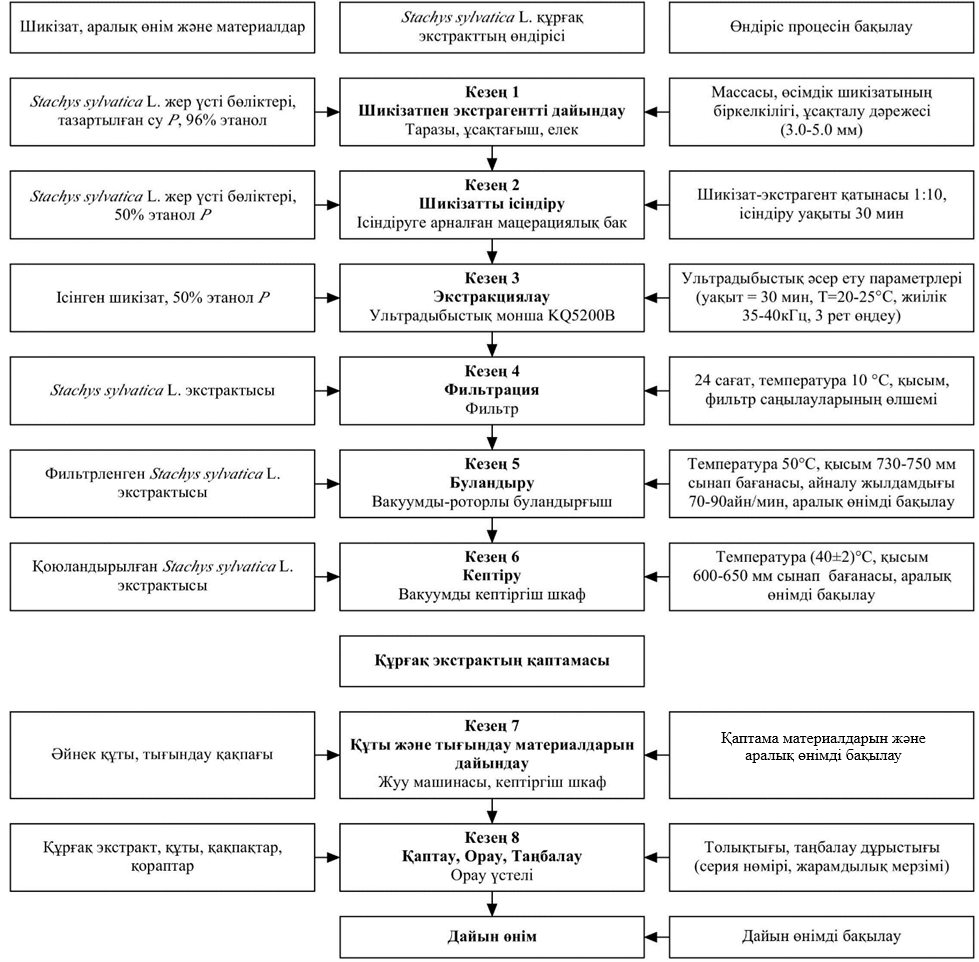 Шикізат, аралық өнім және материалдар
Stachys sylvatica L. құрғақ
экстракттың өндірісі
Өндіріс процесін бақылау
Stachys sylvatica L. жер үсті бөліктері,
тазартылған су P, 96% этанол
Кезең 1
Шикізатпен экстрагентті дайындау
Таразы, ұсақтағыш, елек
Массасы, өсімдік шикізатының
біркелкілігі, ұсақталу дәрежесі
(3.0-5.0 мм)
Stachys sylvatica L. жер үсті бөліктері,
50% этанол P
Кезең 2
Шикізатты ісіндіру
Ісіндіруге арналған мацерациялық бак
Шикізат-экстрагент қатынасы 1:10,
ісіндіру уақыты 30 мин
Ісінген шикізат, 50% этанол P
Кезең 3
Экстракциялау
Ультрадыбыстық монша KQ5200B
Ультрадыбыстық әсер ету параметрлері
(уақыт = 30 мин, T=20-25°C, жиілік
35-40кГц, 3 рет өңдеу)
Stachys sylvatica L. экстрактысы
Кезең 4
Фильтрация
Фильтр
24 сағат, температура 10 °C, қысым,
фильтр саңылауларының өлшемі
Фильтрленген Stachys sylvatica L.
экстрактысы
Кезең 5
Буландыру
Вакуумды-роторлы буландырғыш
Температура 50°C, қысым 730-750 мм
сынап бағанасы, айналу жылдамдығы
70-90айн/мин, аралық өнімді бақылау
Қоюландырылған Stachys sylvatica L.
экстрактысы
Кезең 6
Кептіру
Вакуумды кептіргіш шкаф
Температура (40±2)°C, қысым
600-650 мм сынап бағанасы, аралық
өнімді бақылау
Құрғақ экстрактың қаптамасы
Әйнек құты, тығындау қақпағы
Кезең 7
Құты және тығындау материалдарын
дайындау
Жуу машинасы, кептіргіш шкаф
Қаптама материалдарын және
аралық өнімді бақылау
Құрғақ экстракт, құты, қақпақтар,
қораптар
Кезең 8
Қаптау, Орау, Таңбалау
Орау үстелі
Толықтығы, таңбалау дұрыстығы
(серия нөмірі, жарамдылық мерзімі)
Дайын өнім
Дайын өнімді бақылау